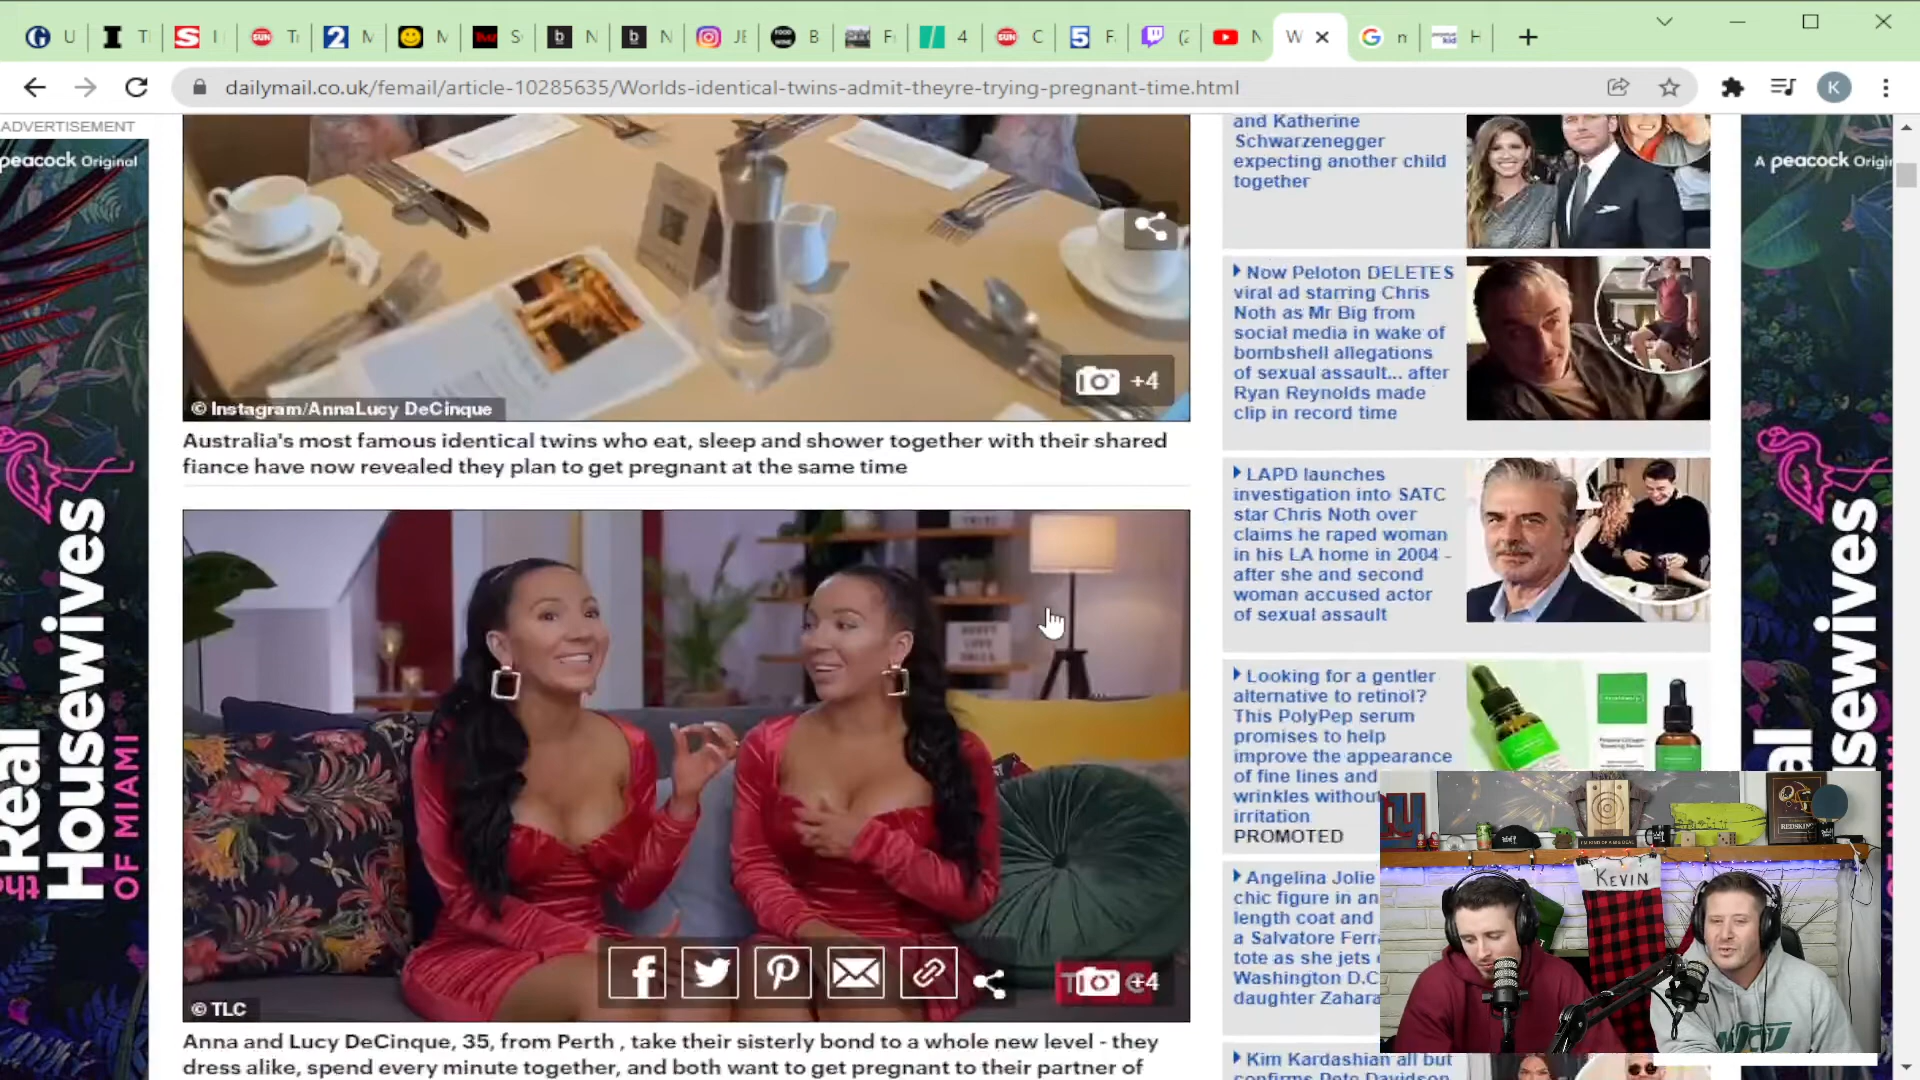 dailymail.co.uk/femail/article-10285635/Worlds-identical-twins-admit-theyre-trying-pregnant-time.html
K
ADVERTISEMENT
peacock Original
Real
Housewives
OF MIAMI
© Instagram/AnnaLucy DeCinque
+4
Australia's most famous identical twins who eat, sleep and shower together with their shared
fiance have now revealed they plan to get pregnant at the same time
© TLC
+4
Anna and Lucy DeCinque, 35, from Perth , take their sisterly bond to a whole new level - they
dress alike, spend every minute together, and both want to get pregnant to their partner of
and Katherine
Schwarzenegger
expecting another child
together
Now Peloton DELETES
viral ad starring Chris
Noth as Mr Big from
social media in wake of
bombshell allegations
of sexual assault... after
Ryan Reynolds made
clip in record time
LAPD launches
investigation into SATC
star Chris Noth over
claims he raped woman
in his LA home in 2004 -
after she and second
woman accused actor
of sexual assault
Looking for a gentler
alternative to retinol?
This PolyPep serum
promises to help
improve the appearance
of fine lines and
wrinkles withou
irritation
PROMOTED
Angelina Jolie
chic figure in an
length coat and
a Salvatore Ferr
tote as she jets
Washington D.C
daughter Zahara
Kim Kardashian all but
confirms Pete Davidson
A peacock Origin
sewives
KEVIN
REDSKINS